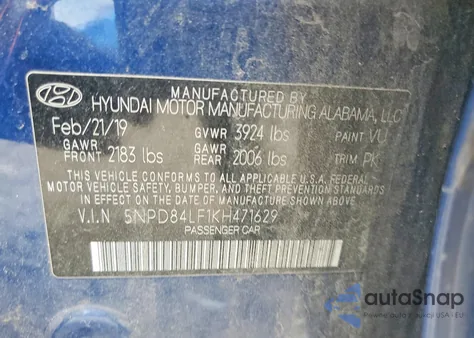 MANUFACTURED BY
HYUNDAI MOTOR MANUFACTURING ALABAMA, LLC
Feb/21/19 GVWR 3924 lbs PAINT VU
GAWR FRONT 2183 lbs GAWR REAR 2006 lbs TRIM PK
THIS VEHICLE CONFORMS TO ALL APPLICABLE FEDERAL
MOTOR VEHICLE SAFETY, BUMPER, AND THEFT PREVENTION STANDARDS
IN EFFECT ON THE DATE OF MANUFACTURE SHOWN ABOVE.
V.I.N 5NPD84LF1KH471629
PASSENGER CAR
autoSnap